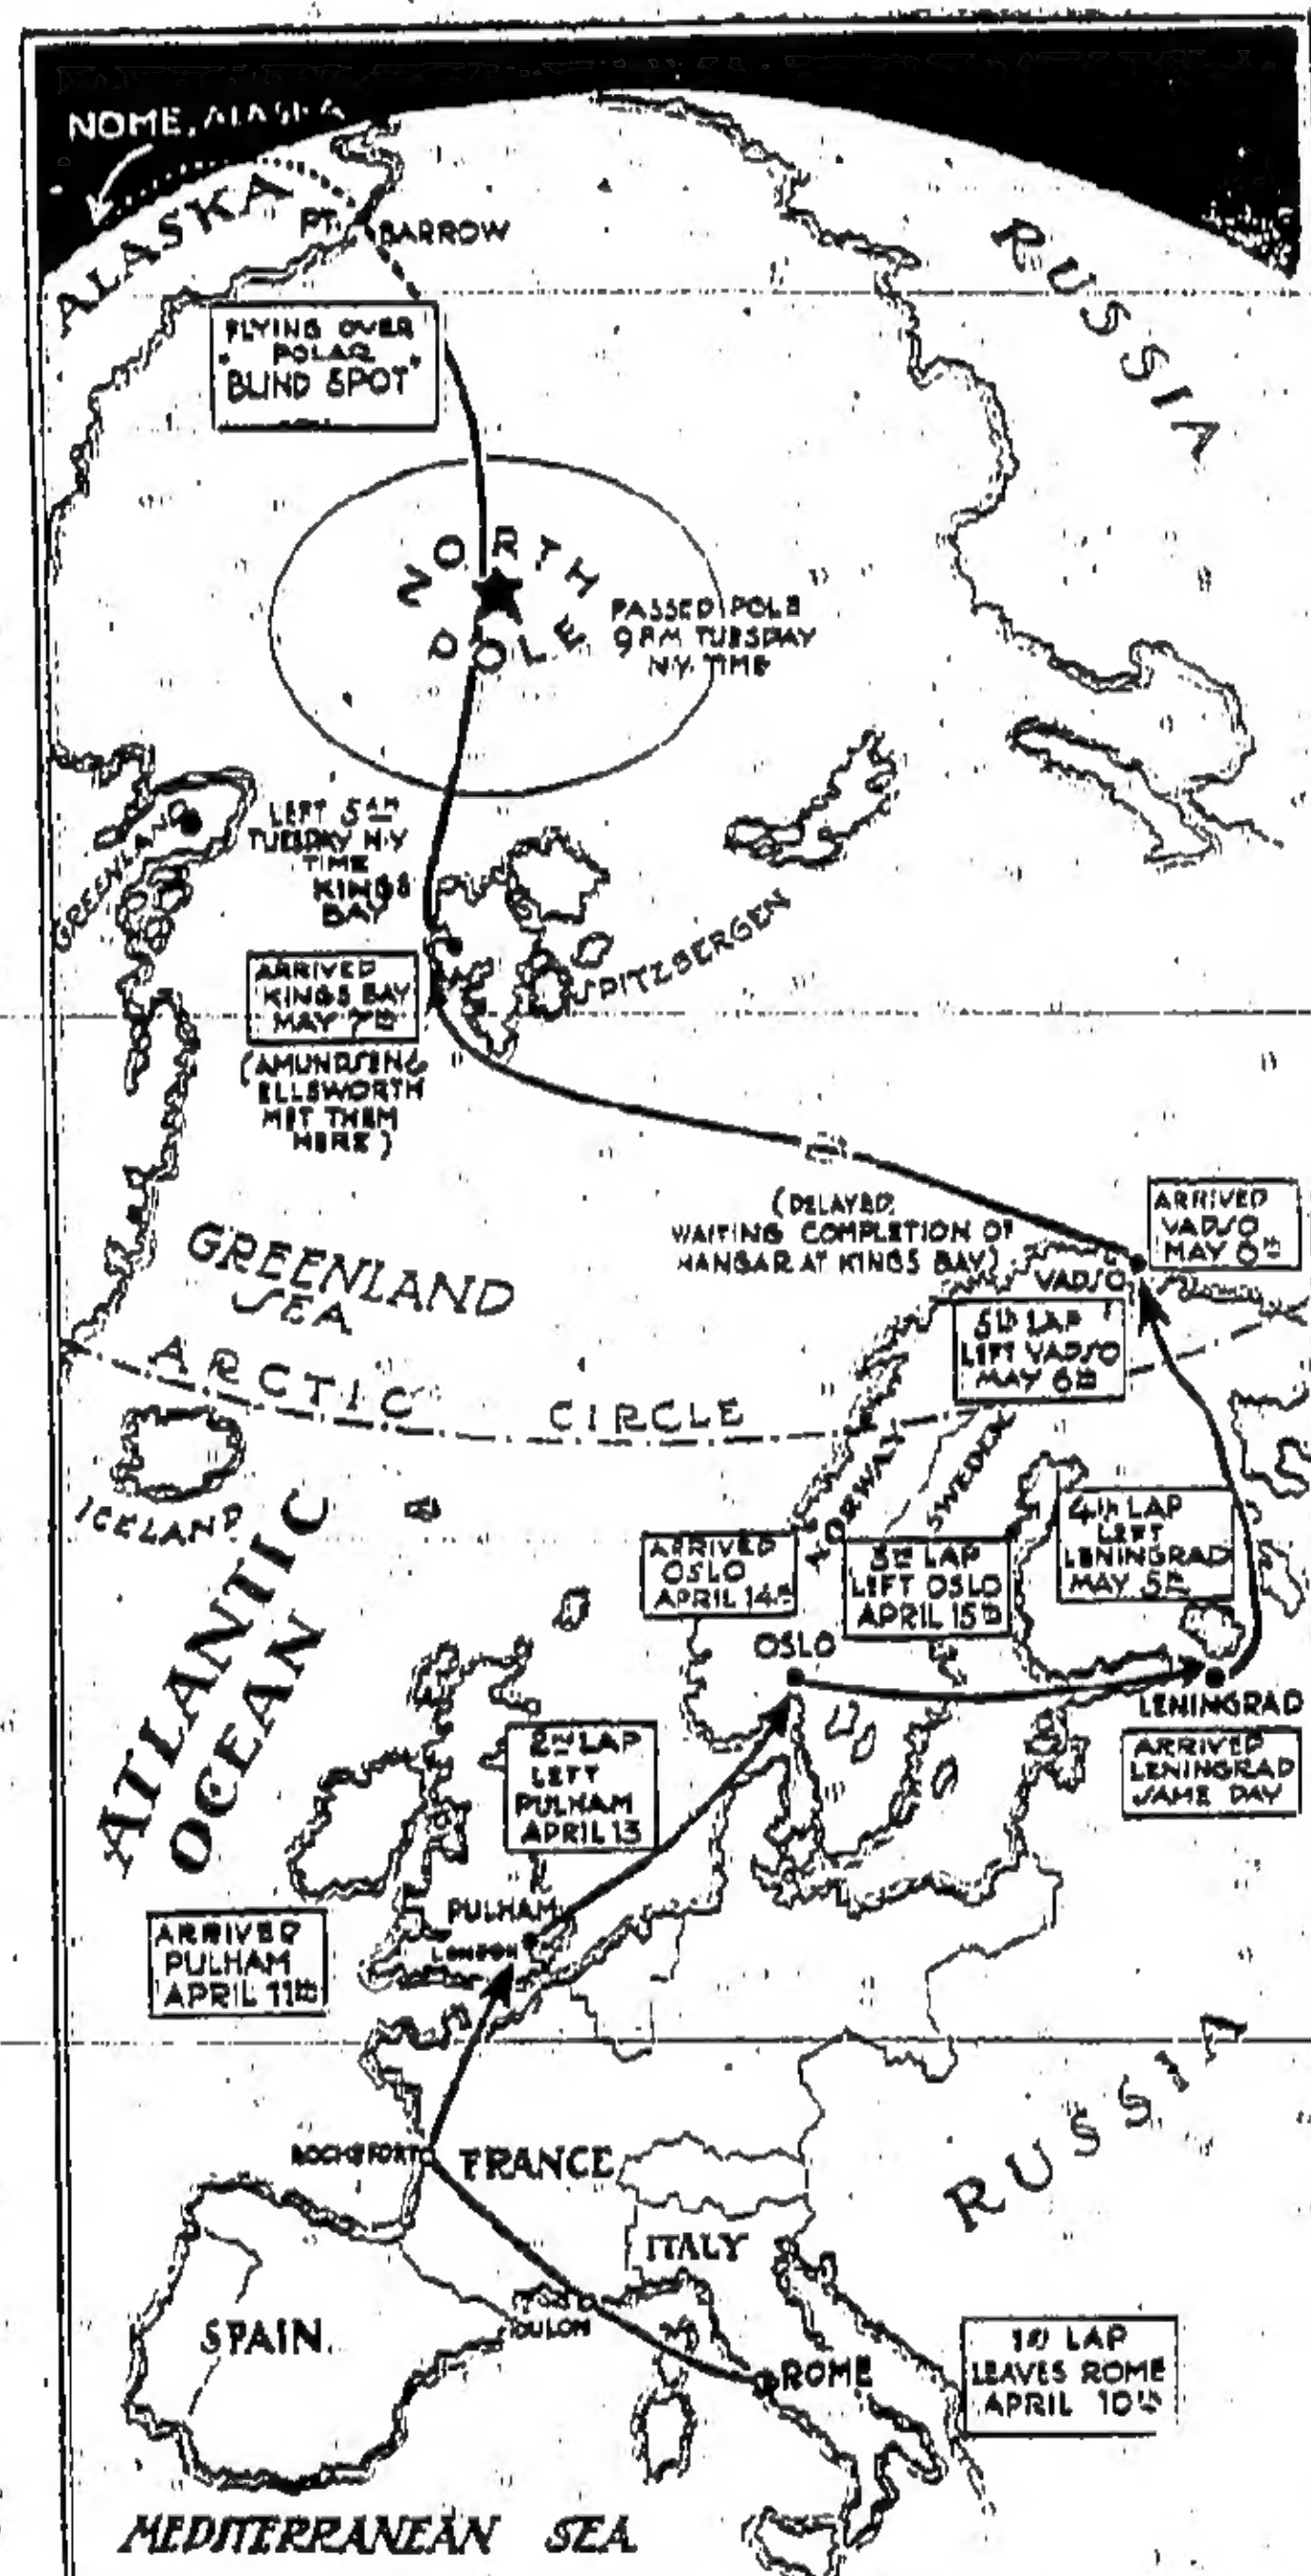 NOME, ALASKA
ALASKA
PT. BARROW
RUSSIA
FLYING OVER
POLAR
"BLIND SPOT"
NORTH
POLE
PASSED POLE
9 PM TUESDAY
N.Y. TIME
GREENLAND
LEFT 5 AM
TUESDAY N.Y
TIME
KINGS
BAY
SPITZBERGEN
ARRIVED
KINGS BAY
MAY 7TH
(AMUNDSEN &
ELLSWORTH
MET THEM
HERE)
(DELAYED
WAITING COMPLETION OF
HANGAR AT KINGS BAY)
ARRIVED
VADSO
MAY 6TH
VADSO
GREENLAND
SEA
5TH LAP
LEFT VADSO
MAY 6TH
ARCTIC CIRCLE
ICELAND
NORWAY
SWEDEN
ATLANTIC
OCEAN
4TH LAP
LEFT
LENINGRAD
MAY 5TH
ARRIVED
OSLO
APRIL 14TH
3RD LAP
LEFT OSLO
APRIL 15TH
OSLO
LENINGRAD
ARRIVED
LENINGRAD
SAME DAY
2ND LAP
LEFT
PULHAM
APRIL 13
PULHAM
LONDON
ARRIVED
PULHAM
APRIL 11TH
ROCHEFORT
FRANCE
RUSSIA
ITALY
SPAIN
TOULON
ROME
1ST LAP
LEAVES ROME
APRIL 10TH
MEDITERRANEAN SEA